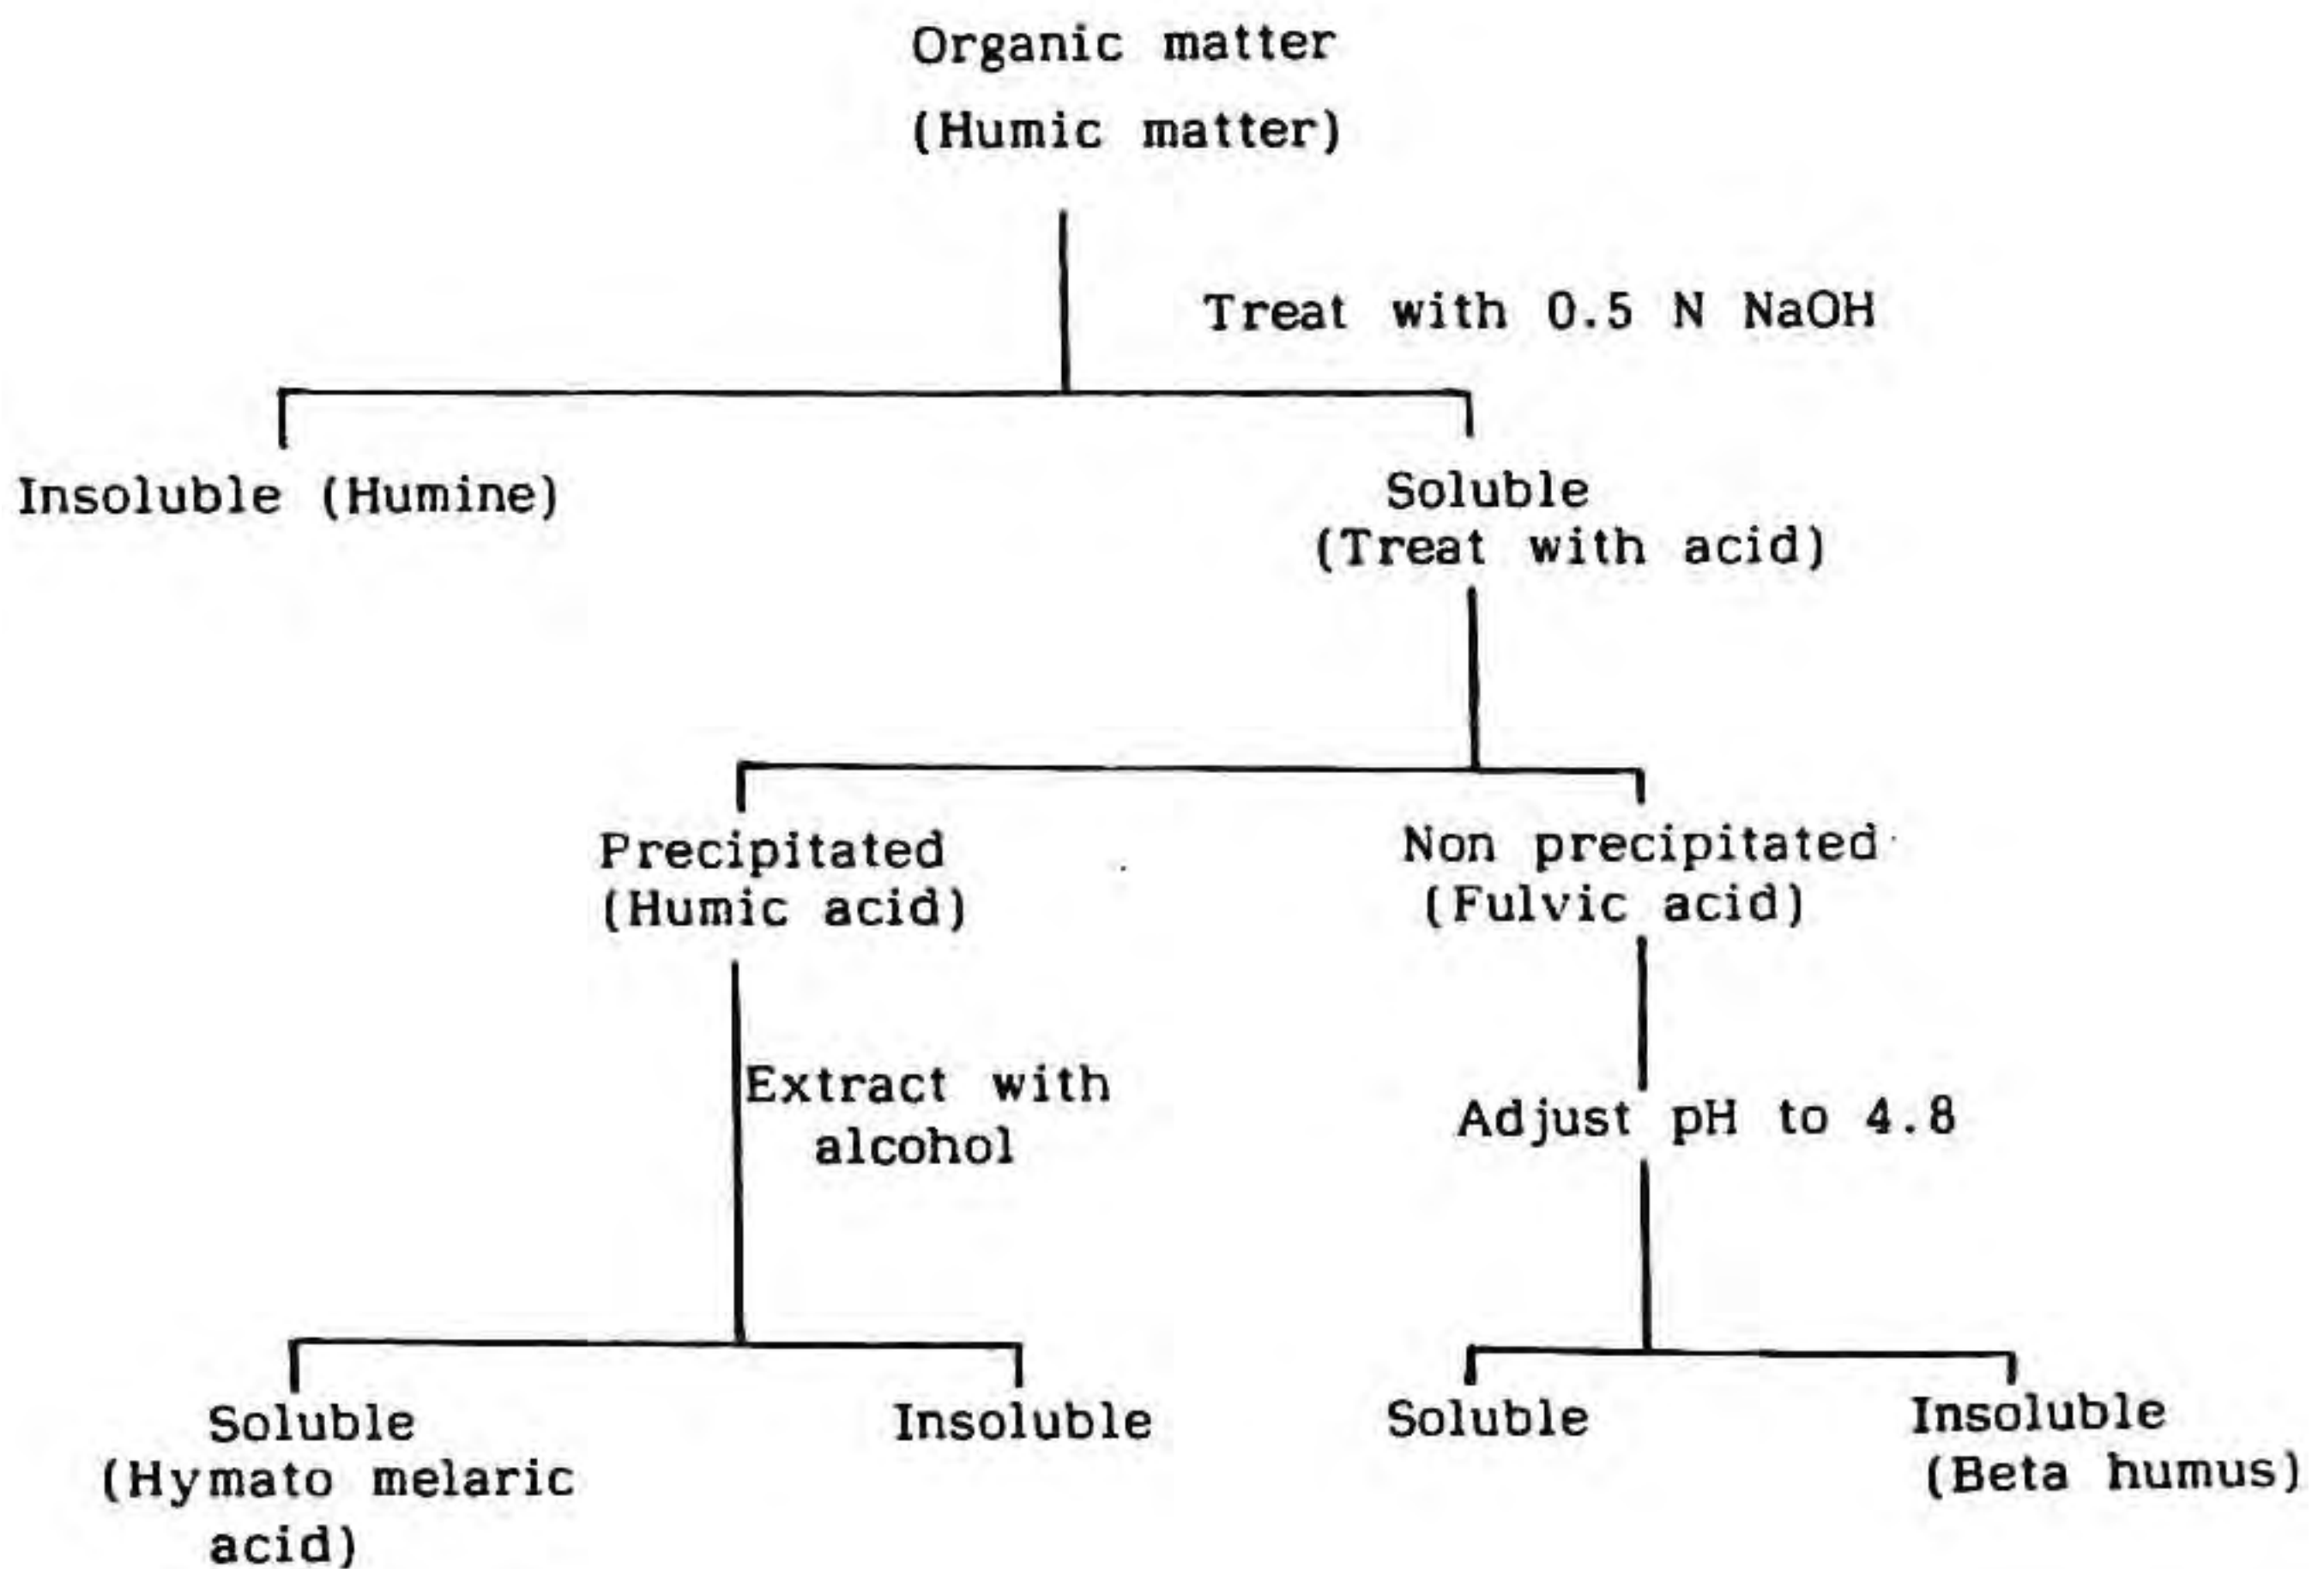 Organic matter
(Humic matter)
Treat with 0.5 N NaOH
Insoluble (Humine)
Soluble
(Treat with acid)
Precipitated
(Humic acid)
Non precipitated
(Fulvic acid)
Extract with
alcohol
Adjust pH to 4.8
Soluble
(Hymato melaric
acid)
Insoluble
Soluble
Insoluble
(Beta humus)